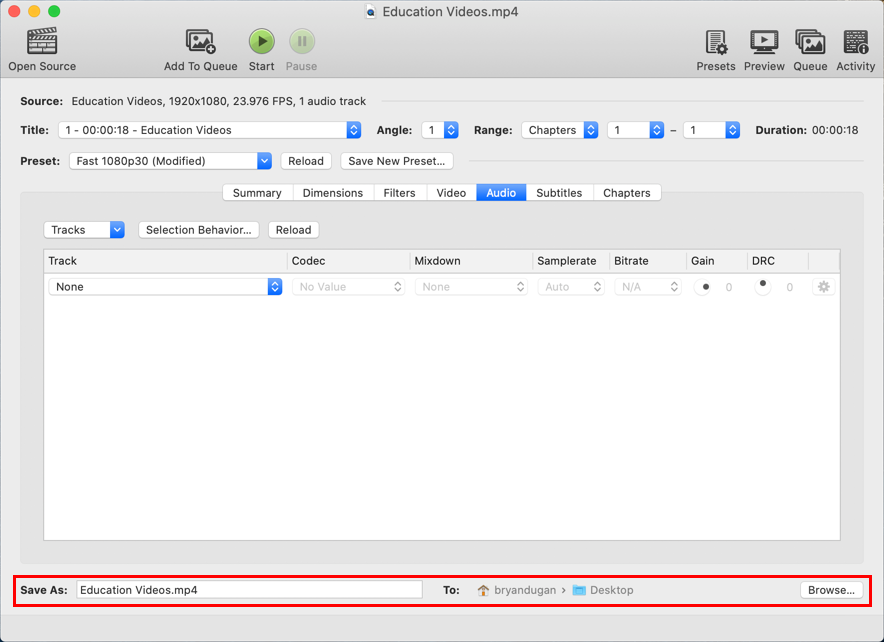 Education Videos.mp4
Open Source Add To Queue Start Pause Presets Preview Queue Activity
Source: Education Videos, 1920x1080, 23.976 FPS, 1 audio track
Title: 1 - 00:00:18 - Education Videos Angle: 1 Range: Chapters 1 – 1 Duration: 00:00:18
Preset: Fast 1080p30 (Modified) Reload Save New Preset...
Summary Dimensions Filters Video Audio Subtitles Chapters
Tracks Selection Behavior... Reload
Track Codec Mixdown Samplerate Bitrate Gain DRC
None No Value None Auto N/A 0 0
Save As: Education Videos.mp4 To: bryandugan › Desktop Browse...